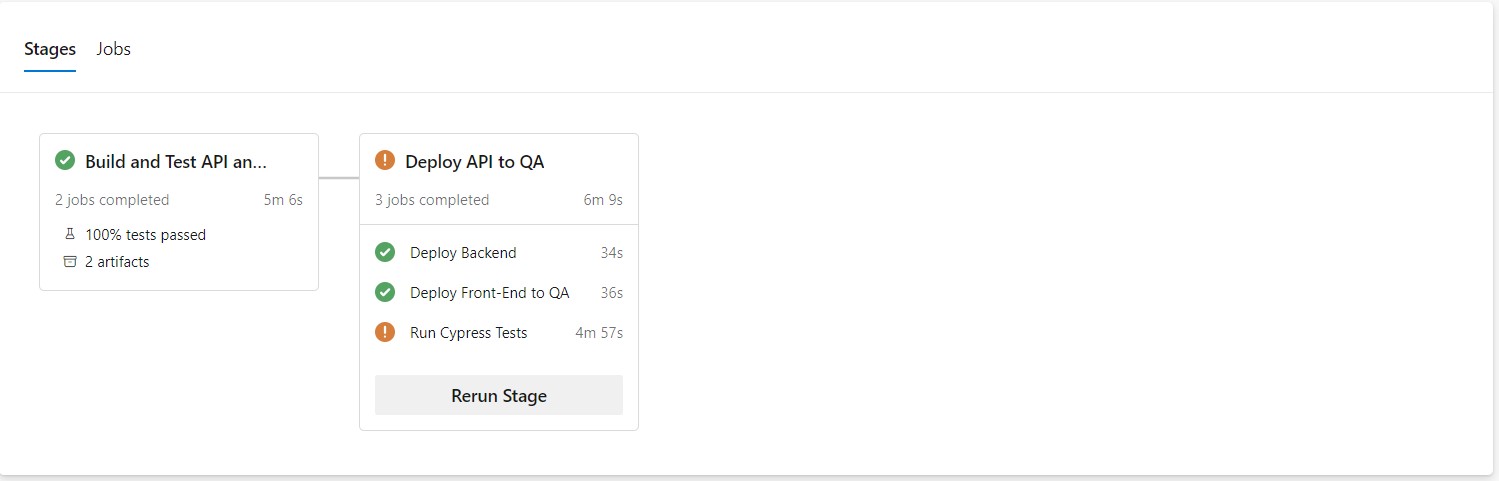 Stages Jobs
Build and Test API an...
2 jobs completed 5m 6s
100% tests passed
2 artifacts
Deploy API to QA
3 jobs completed 6m 9s
Deploy Backend 34s
Deploy Front-End to QA 36s
Run Cypress Tests 4m 57s
Rerun Stage